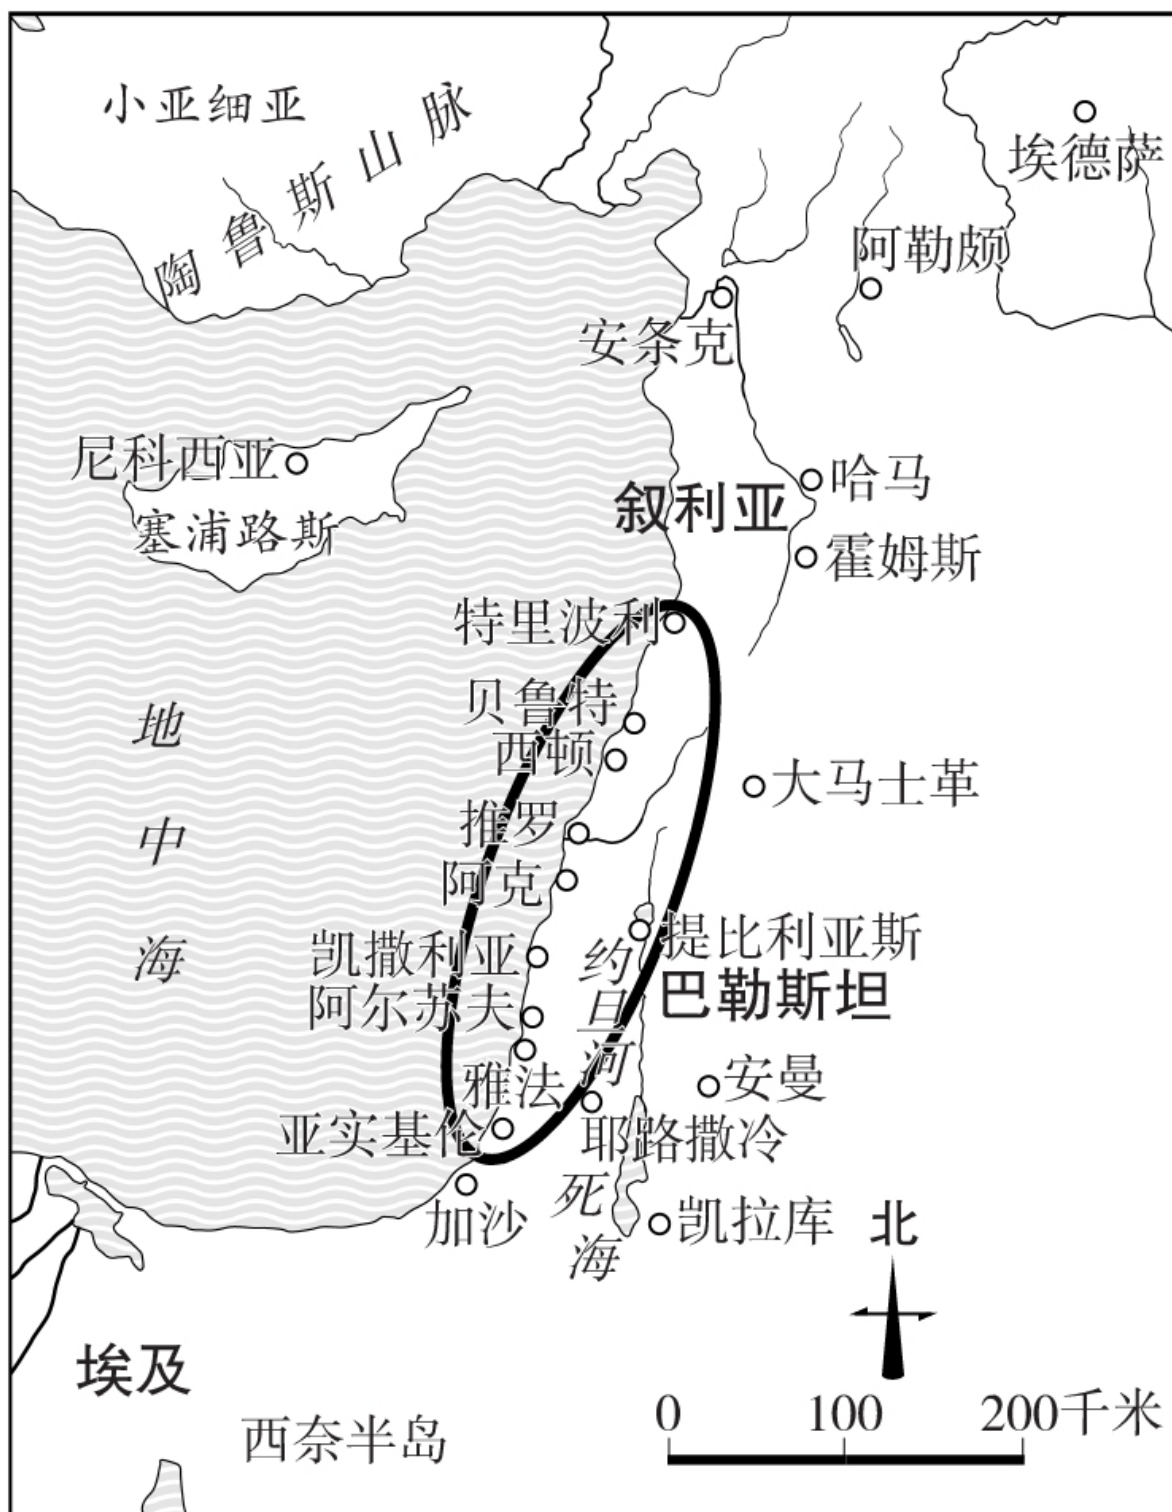 小亚细亚
陶鲁斯山脉
埃德萨
阿勒颇
安条克
尼科西亚
塞浦路斯
哈马
叙利亚
霍姆斯
特里波利
贝鲁特
西顿
地中海
大马士革
推罗
阿克
提比利亚斯
凯撒利亚
约旦河
巴勒斯坦
阿尔苏夫
雅法
安曼
亚实基伦
耶路撒冷
加沙
死海
凯拉库
北
埃及
0 100 200千米
西奈半岛